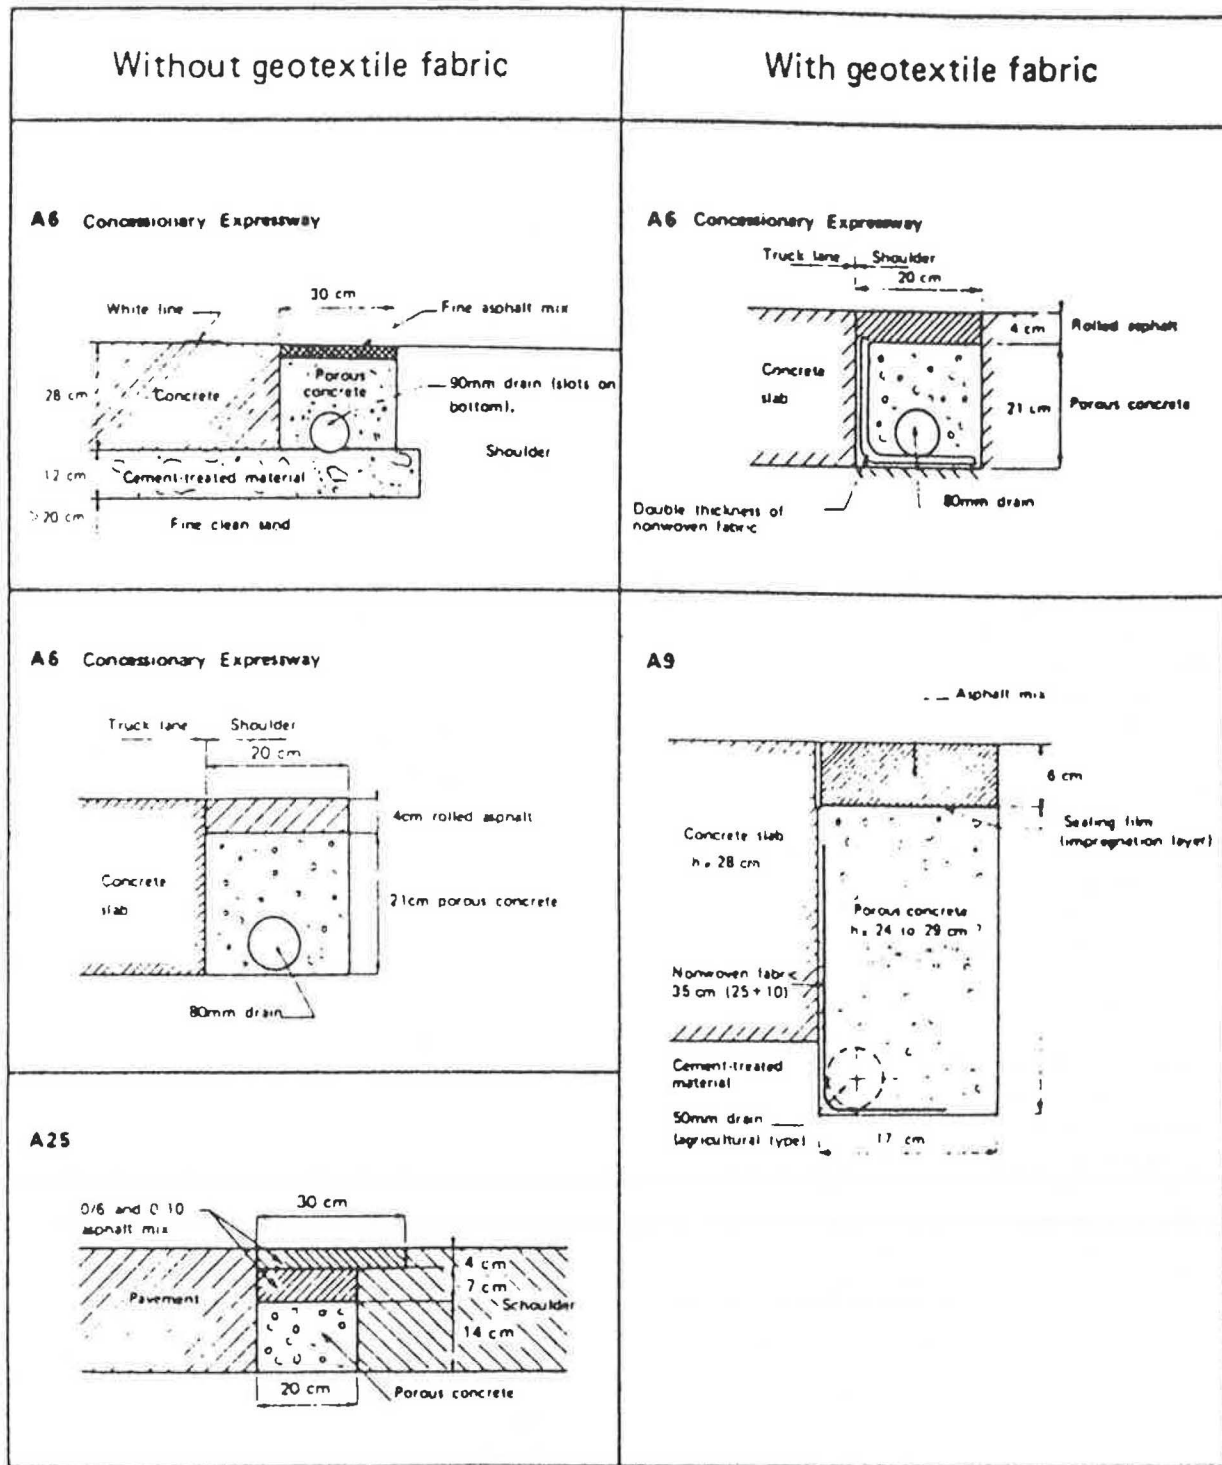 Without geotextile fabric
With geotextile fabric
A6 Concessionary Expressway
30 cm
White line
Fine asphalt mix
Porous
concrete
Concrete
28 cm
90mm drain (slots on
bottom).
Shoulder
12 cm
Cement-treated material
20 cm
Fine clean sand
A6 Concessionary Expressway
Truck lane
Shoulder
20 cm
4 cm
Rolled asphalt
Concrete
slab
21 cm
Porous concrete
80mm drain
Double thickness of
nonwoven fabric
A6 Concessionary Expressway
Truck lane
Shoulder
20 cm
4cm rolled asphalt
Concrete
slab
21cm porous concrete
80mm drain
A9
Asphalt mix
6 cm
Sealing film
(impregnation layer)
Concrete slab
h = 28 cm
Porous concrete
h = 24 to 29 cm
Nonwoven fabric
35 cm (25 + 10)
Cement-treated
material
50mm drain
(agricultural type)
17 cm
A25
30 cm
0/6 and 0/10
asphalt mix
4 cm
7 cm
Pavement
Schoulder
14 cm
20 cm
Porous concrete